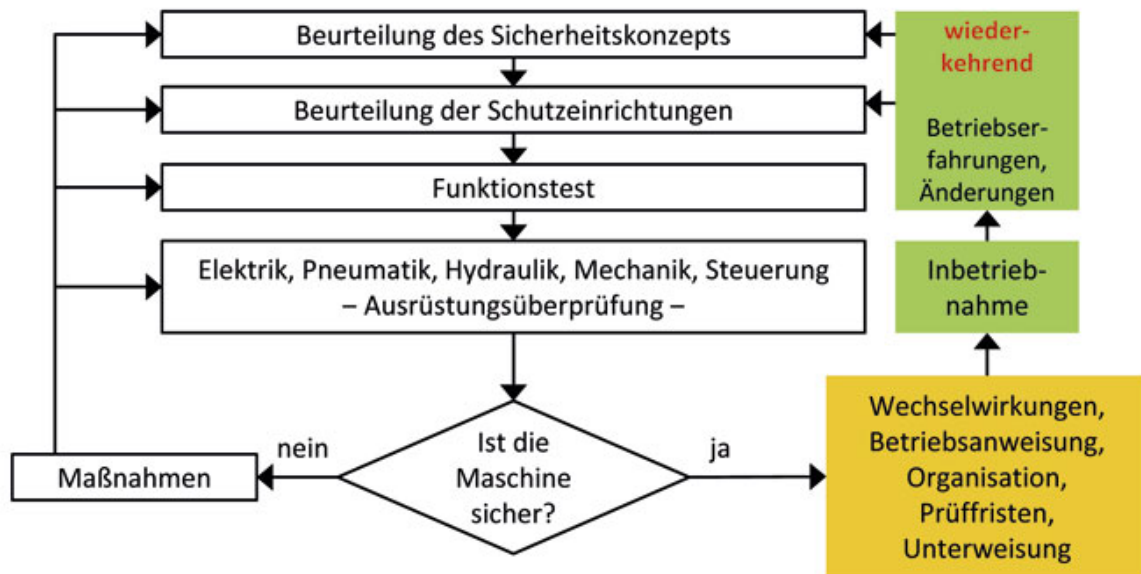 Beurteilung des Sicherheitskonzepts
Beurteilung der Schutzeinrichtungen
Funktionstest
Elektrik, Pneumatik, Hydraulik, Mechanik, Steuerung
– Ausrüstungsüberprüfung –
Ist die
Maschine
sicher?
nein
ja
Maßnahmen
Wechselwirkungen,
Betriebsanweisung,
Organisation,
Prüffristen,
Unterweisung
Inbetrieb-
nahme
wieder-
kehrend
Betriebser-
fahrungen,
Änderungen